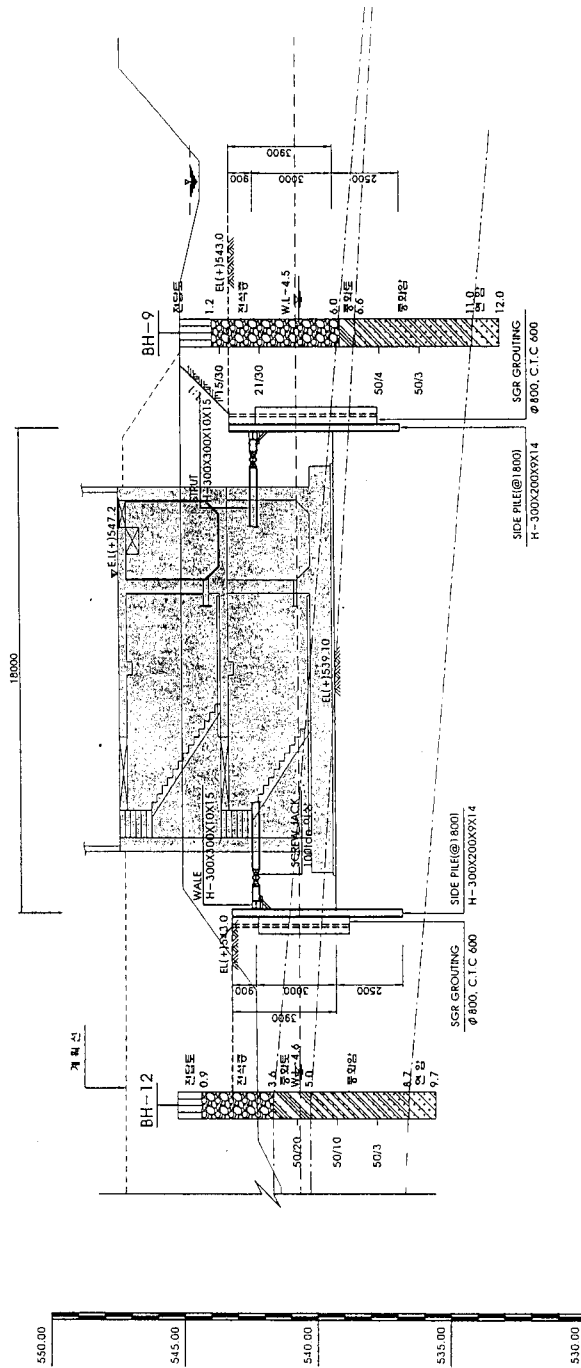 550.00
545.00
540.00
535.00
530.00
계획선
BH-12
전답토
0.9
전석층
3.6
풍화토
W.L-4.6
5.0
풍화암
8.7
연암
9.7
50/20
50/10
50/3
18000
EL(+)543.0
900
3000
3900
2500
SGR GROUTING
Φ800, C.T.C 600
SIDE PILE(@1800)
H-300X200X9X14
WALE
H-300X300X10X15
SCREW JACK
EL(+)547.2
EL(+)539.10
STRUT
H-300X300X10X15
1:1
BH-9
전답토
1.2
전석층
W.L-4.5
6.0
풍화토
6.6
풍화암
11.0
연암
12.0
15/30
21/30
50/4
50/3
EL(+)543.0
900
3000
3900
2500
SGR GROUTING
Φ800, C.T.C 600
SIDE PILE(@1800)
H-300X200X9X14